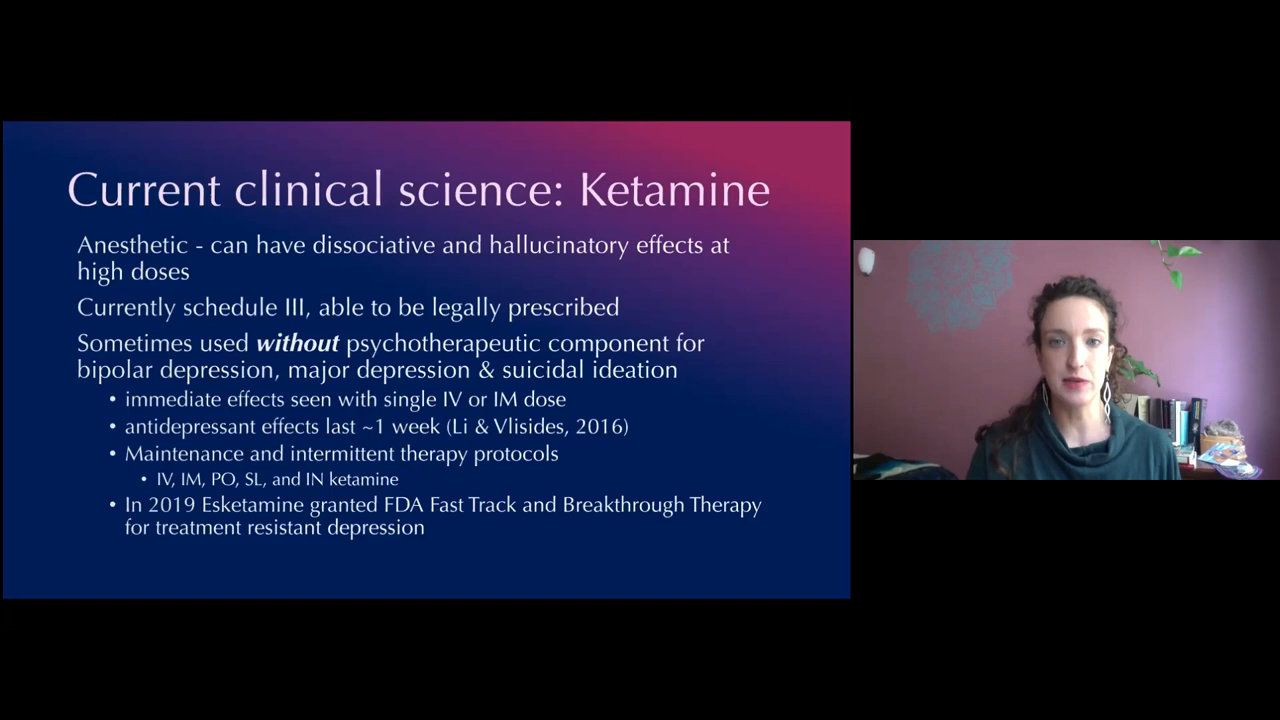 Current clinical science: Ketamine
Anesthetic - can have dissociative and hallucinatory effects at
high doses
Currently schedule III, able to be legally prescribed
Sometimes used without psychotherapeutic component for
bipolar depression, major depression & suicidal ideation
• immediate effects seen with single IV or IM dose
• antidepressant effects last ~1 week (Li & Vlisides, 2016)
• Maintenance and intermittent therapy protocols
• IV, IM, PO, SL, and IN ketamine
• In 2019 Esketamine granted FDA Fast Track and Breakthrough Therapy
for treatment resistant depression